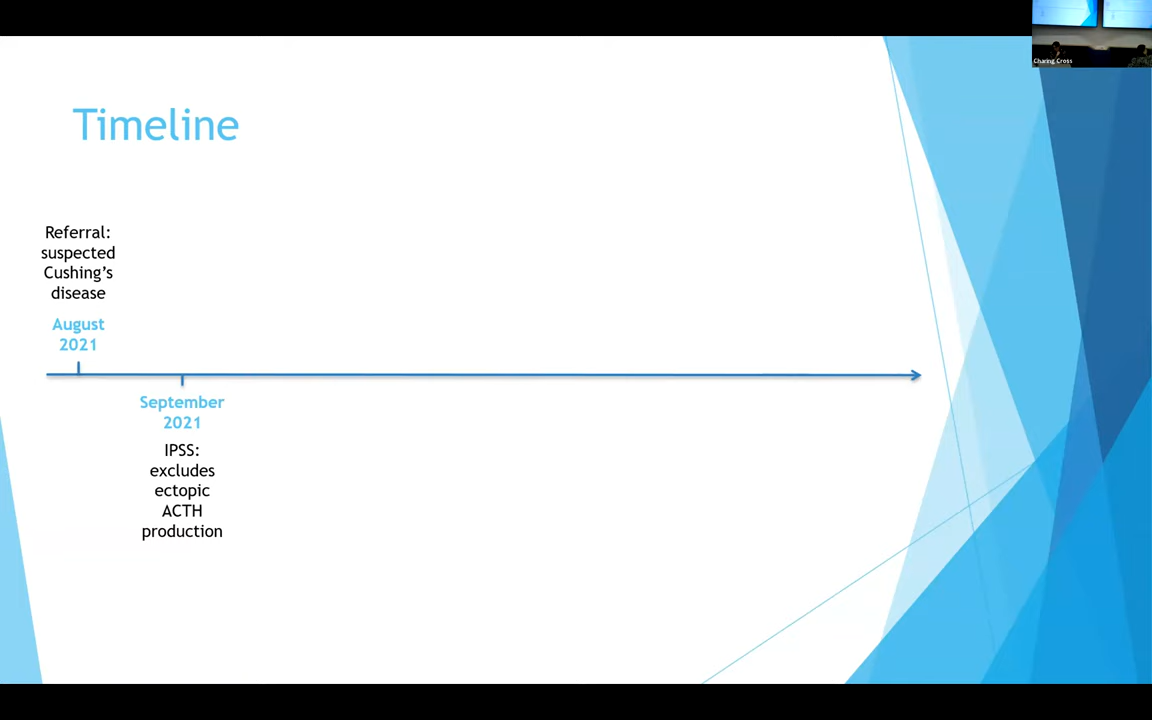 Charing Cross
Timeline
Referral:
suspected
Cushing’s
disease
August
2021
September
2021
IPSS:
excludes
ectopic
ACTH
production